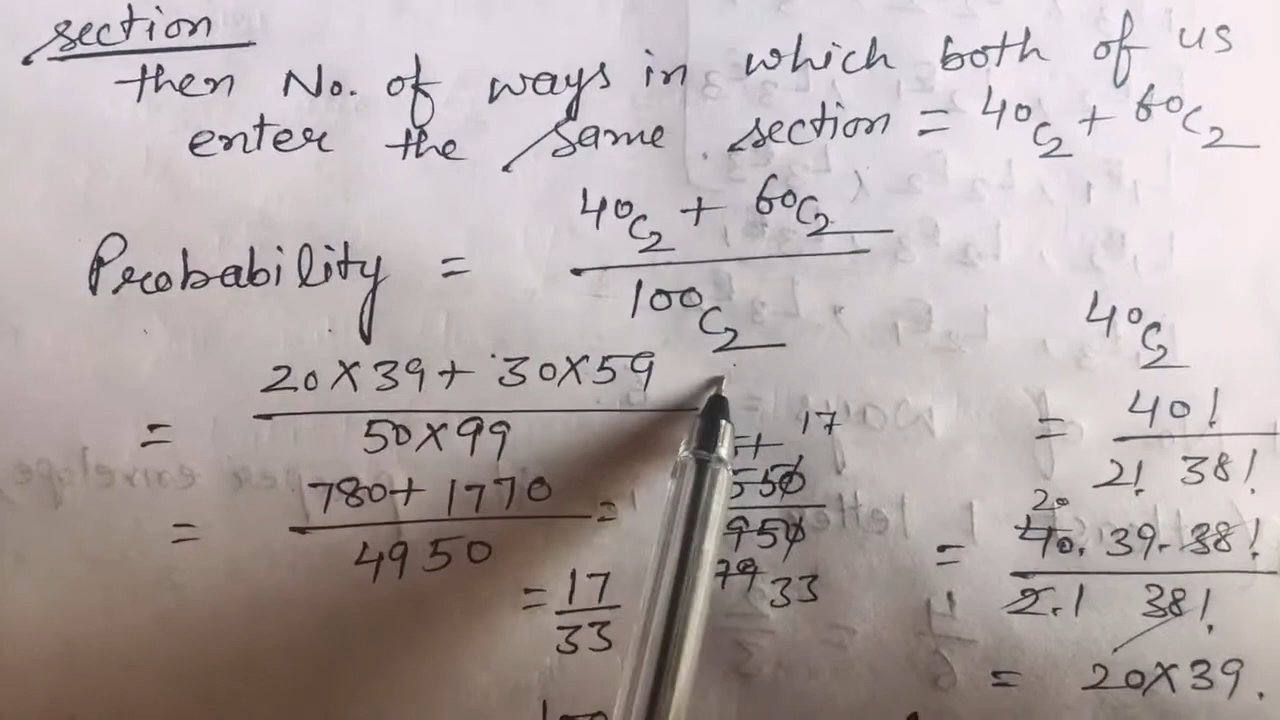 section
then No. of ways in which both of us
enter the same section = 40C2 + 60C2
Probability = (40C2 + 60C2) / 100C2
= (20×39 + 30×59) / (50×99)
= (780 + 1770) / 4950 =
= 17/33
17
33
40C2
= 40! / (2! 38!)
20
= (40. 39. 38!) / (2.1 38!)
= 20×39.